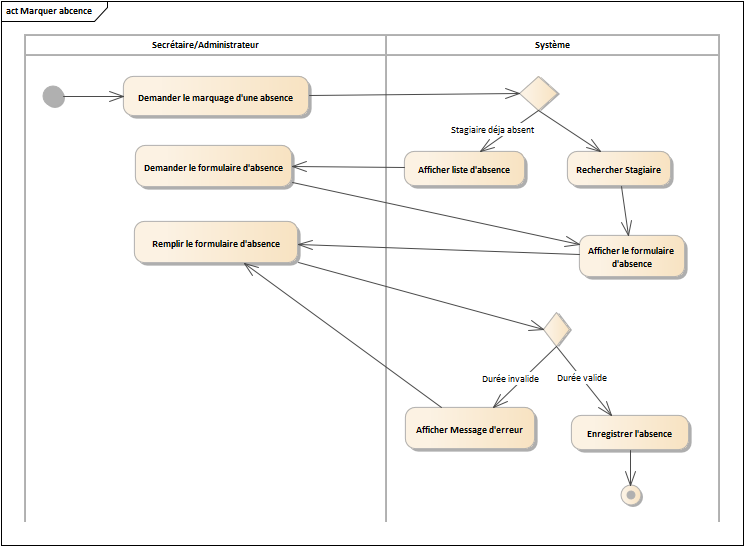 act Marquer abcence
Secrétaire/Administrateur
Système
Demander le marquage d'une absence
Stagiaire déja absent
Demander le formulaire d'absence
Afficher liste d'absence
Rechercher Stagiaire
Remplir le formulaire d'absence
Afficher le formulaire
d'absence
Durée invalide
Durée valide
Afficher Message d'erreur
Enregistrer l'absence